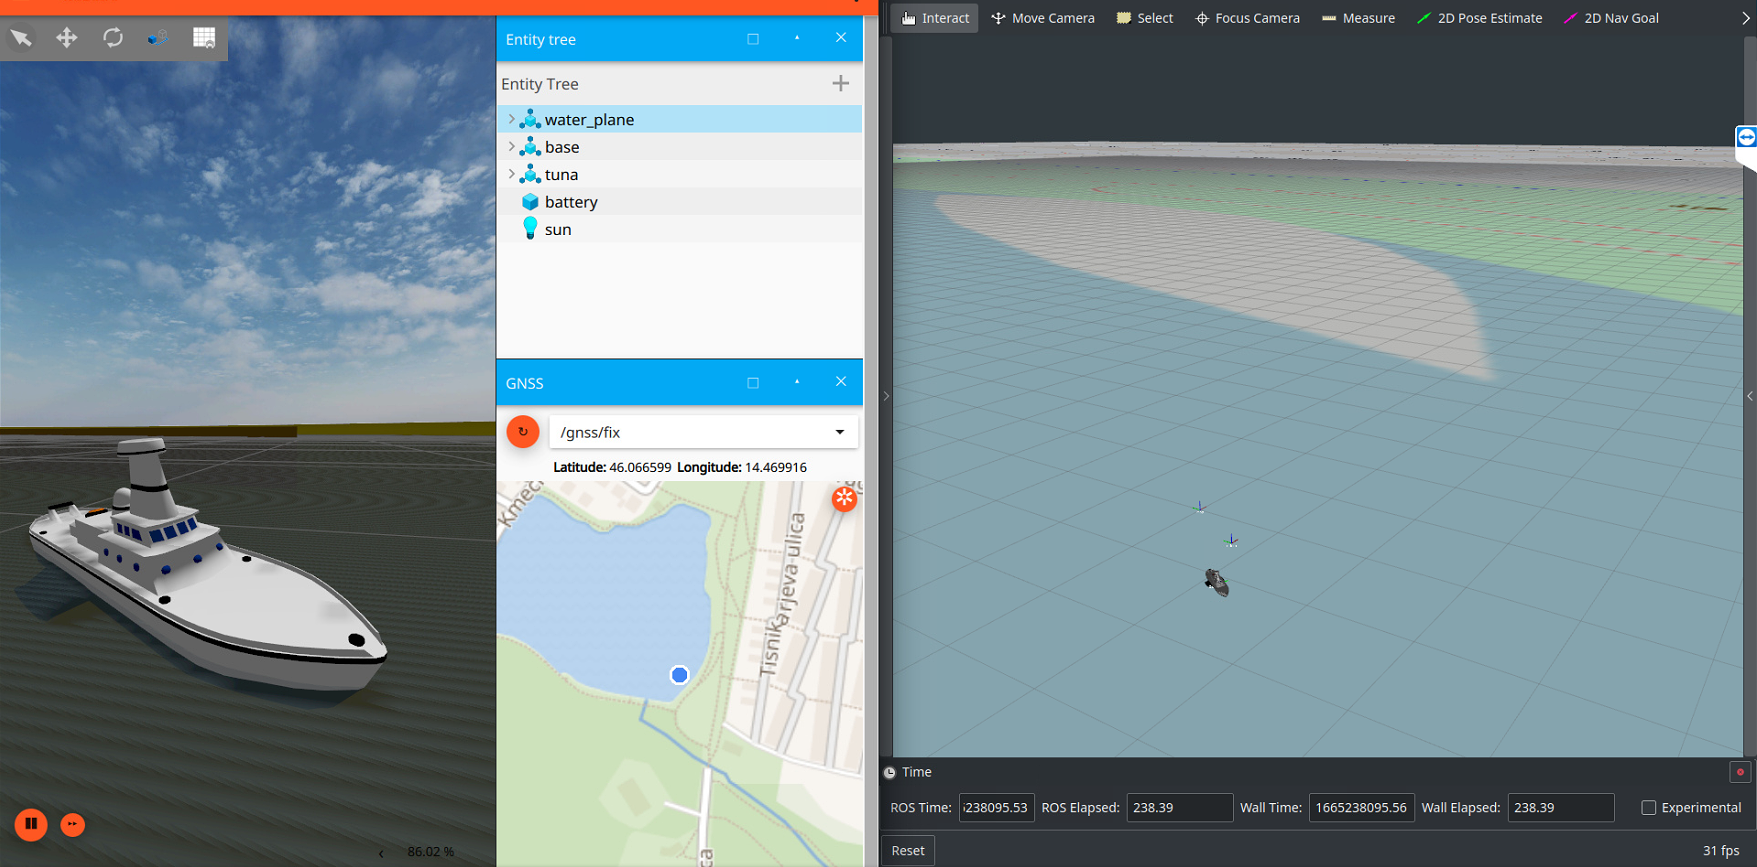 Entity tree
Entity Tree
water_plane
base
tuna
battery
sun
GNSS
/gnss/fix
Latitude: 46.066599 Longitude: 14.469916
Tisnikarjeva ulica
86.02 %
Interact
Move Camera
Select
Focus Camera
Measure
2D Pose Estimate
2D Nav Goal
Time
ROS Time: 238095.53 ROS Elapsed: 238.39 Wall Time: 1665238095.56 Wall Elapsed: 238.39 Experimental
Reset
31 fps